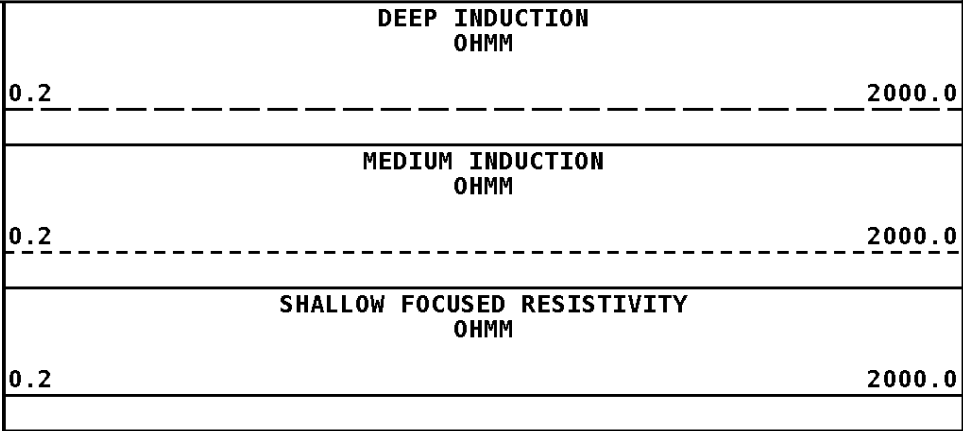 DEEP INDUCTION
OHMM
0.2 2000.0
MEDIUM INDUCTION
OHMM
0.2 2000.0
SHALLOW FOCUSED RESISTIVITY
OHMM
0.2 2000.0